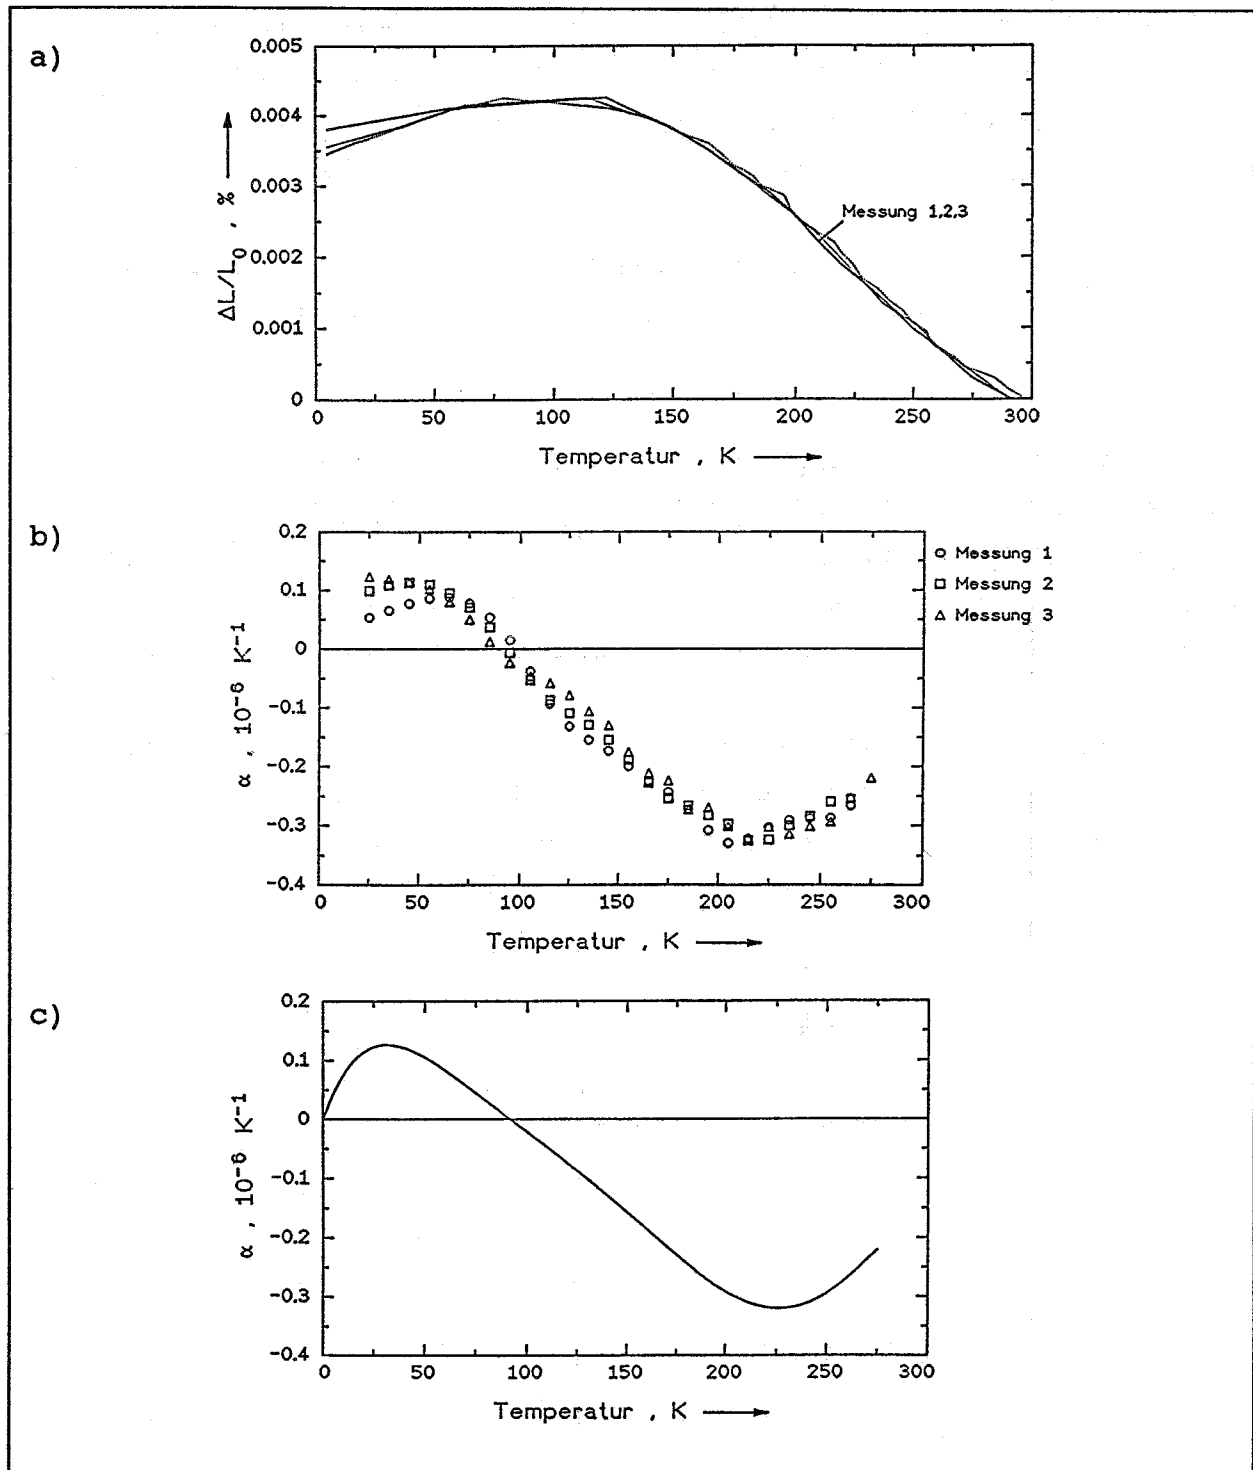 a)
0.005
0.004
0.003
0.002
0.001
0
ΔL/L0 , %
Messung 1,2,3
0 50 100 150 200 250 300
Temperatur , K
b)
0.2
0.1
0
-0.1
-0.2
-0.3
-0.4
α , 10⁻⁶ K⁻¹
Messung 1
Messung 2
Messung 3
0 50 100 150 200 250 300
Temperatur , K
c)
0.2
0.1
0
-0.1
-0.2
-0.3
-0.4
α , 10⁻⁶ K⁻¹
0 50 100 150 200 250 300
Temperatur , K